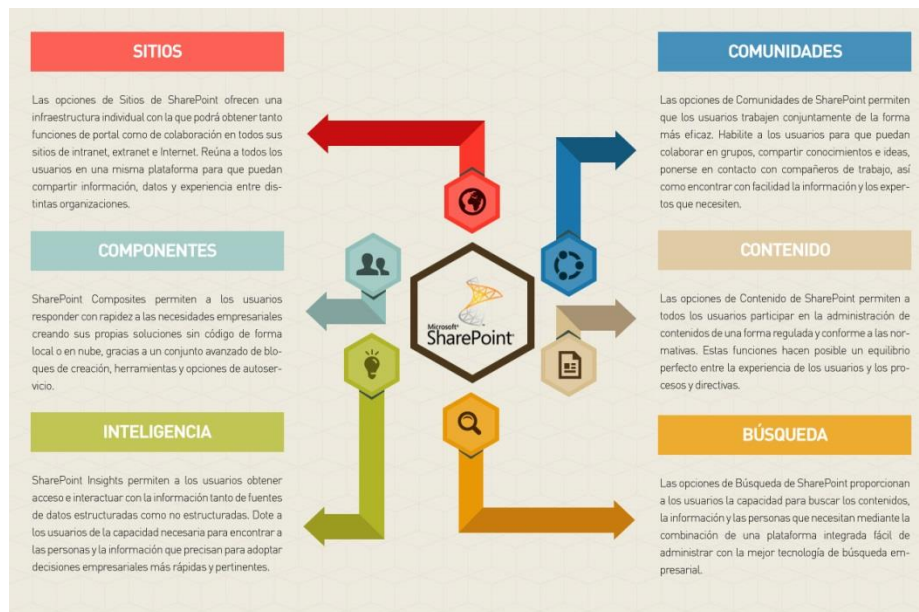 SITIOS
Las opciones de Sitios de SharePoint ofrecen una
infraestructura individual con la que podrá obtener tanto
funciones de portal como de colaboración en todos sus
sitios de intranet, extranet e Internet. Reúna a todos los
usuarios en una misma plataforma para que puedan
compartir información, datos y experiencia entre dis-
tintas organizaciones.
COMPONENTES
SharePoint Composites permiten a los usuarios
responder con rapidez a las necesidades empresariales
creando sus propias soluciones sin código de forma
local o en nube, gracias a un conjunto avanzado de blo-
ques de creación, herramientas y opciones de autoser-
vicio.
INTELIGENCIA
SharePoint Insights permiten a los usuarios obtener
acceso e interactuar con la información tanto de fuentes
de datos estructuradas como no estructuradas. Dote a
los usuarios de la capacidad necesaria para encontrar a
las personas y la información que precisan para adoptar
decisiones empresariales más rápidas y pertinentes.
Microsoft
SharePoint
COMUNIDADES
Las opciones de Comunidades de SharePoint permiten
que los usuarios trabajen conjuntamente de la forma
más eficaz. Habilite a los usuarios para que puedan
colaborar en grupos, compartir conocimientos e ideas,
ponerse en contacto con compañeros de trabajo, así
como encontrar con facilidad la información y los exper-
tos que necesiten.
CONTENIDO
Las opciones de Contenido de SharePoint permiten a
todos los usuarios participar en la administración de
contenidos de una forma regulada y conforme a las nor-
mativas. Estas funciones hacen posible un equilibrio
perfecto entre la experiencia de los usuarios y los pro-
cesos y directivas.
BÚSQUEDA
Las opciones de Búsqueda de SharePoint proporcionan
a los usuarios la capacidad para buscar los contenidos,
la información y las personas que necesitan mediante la
combinación de una plataforma integrada fácil de
administrar con la mejor tecnología de búsqueda em-
presarial.